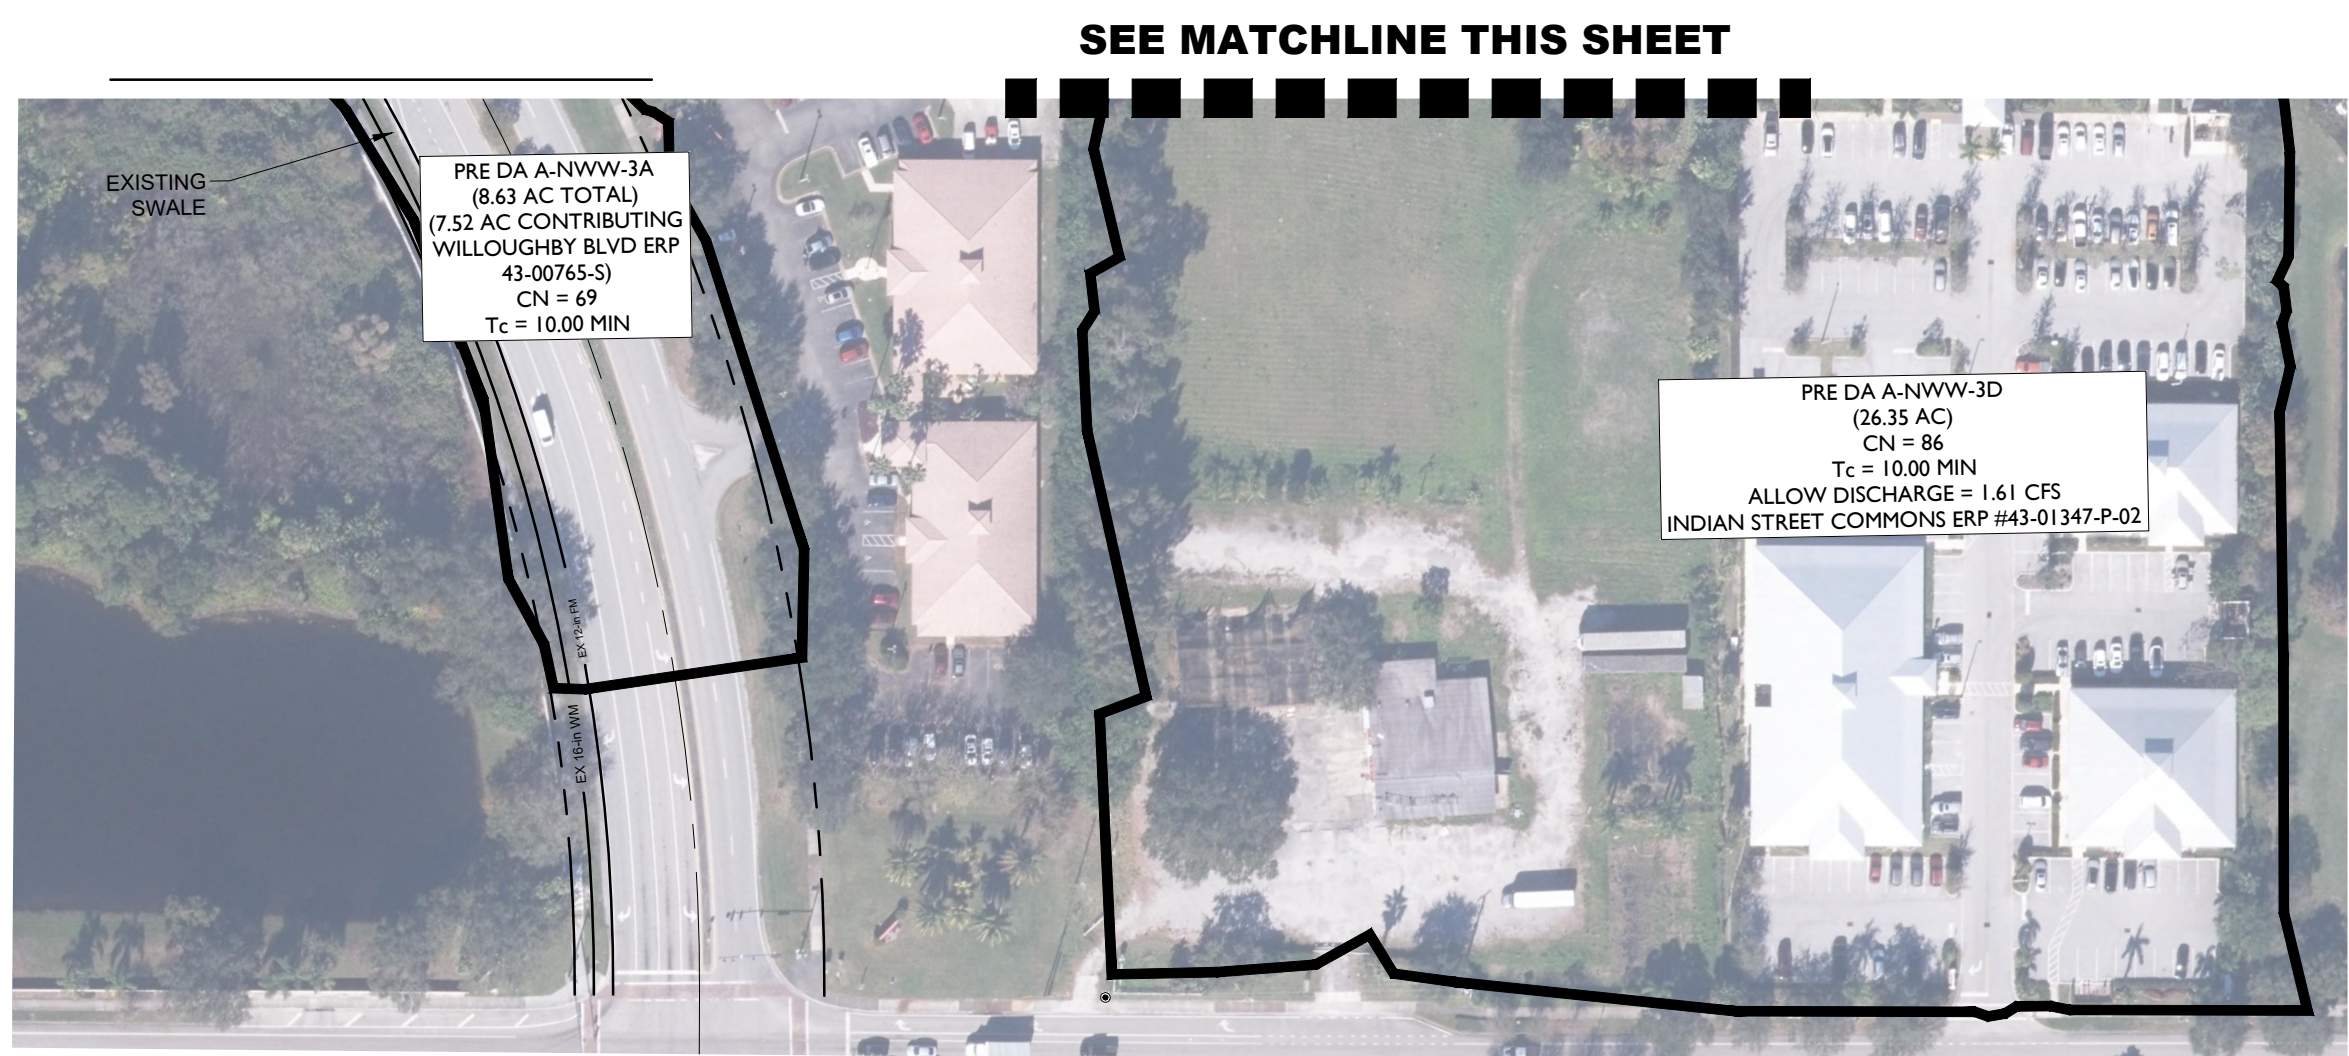 SEE MATCHLINE THIS SHEET
EXISTING
SWALE
PRE DA A-NWW-3A
(8.63 AC TOTAL)
(7.52 AC CONTRIBUTING
WILLOUGHBY BLVD ERP
43-00765-S)
CN = 69
Tc = 10.00 MIN
PRE DA A-NWW-3D
(26.35 AC)
CN = 86
Tc = 10.00 MIN
ALLOW DISCHARGE = 1.61 CFS
INDIAN STREET COMMONS ERP #43-01347-P-02
EX 12-in FM
EX 16-in WM